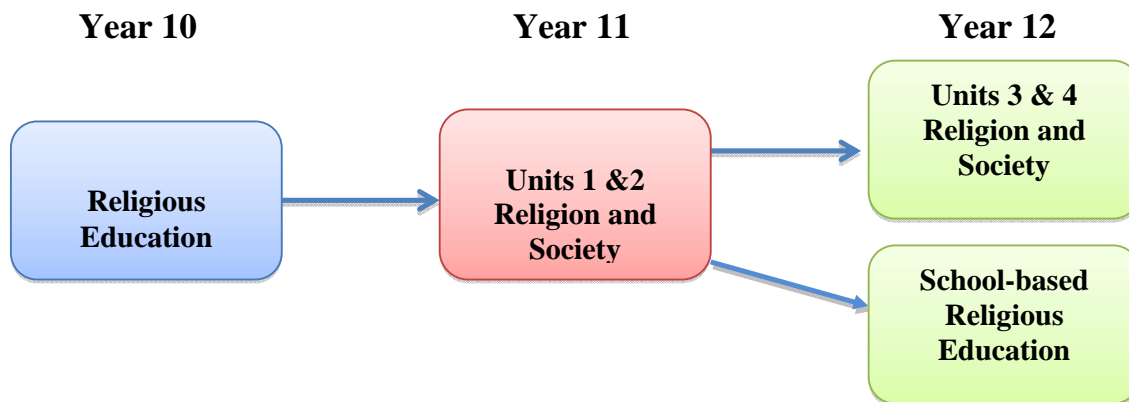 Year 10
Year 11
Year 12
Religious
Education
Units 1 &2
Religion and
Society
Units 3 & 4
Religion and
Society
School-based
Religious
Education